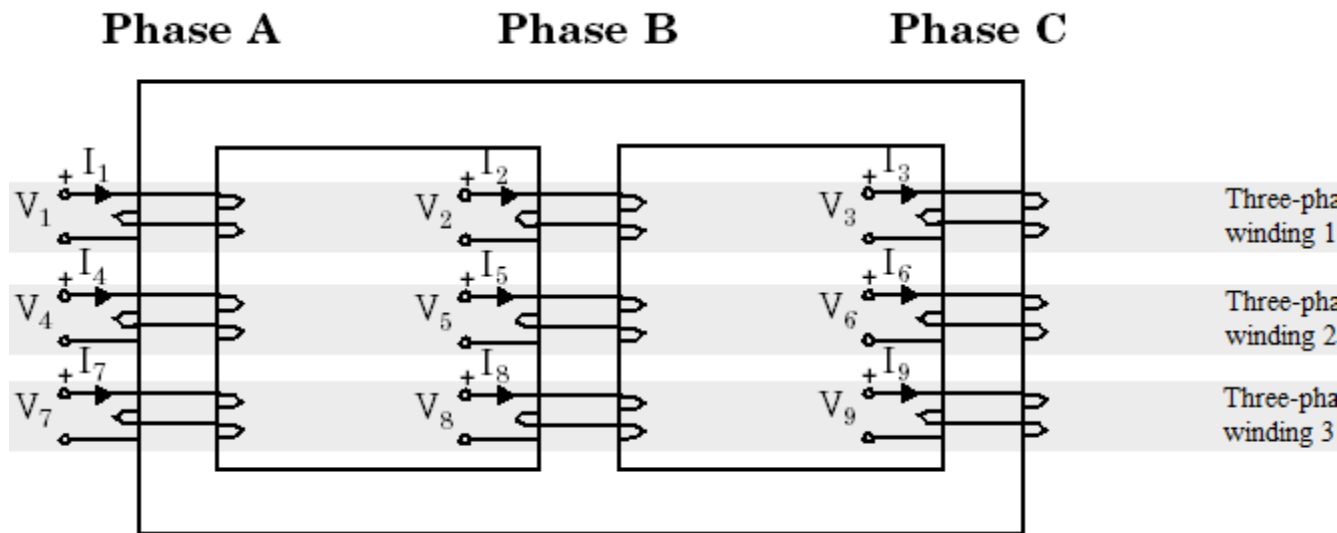 Phase A Phase B Phase C
+ I₁ + I₂ + I₃
V₁ V₂ V₃ Three-pha
winding 1
+ I₄ + I₅ + I₆
V₄ V₅ V₆ Three-pha
winding 2
+ I₇ + I₈ + I₉
V₇ V₈ V₉ Three-pha
winding 3